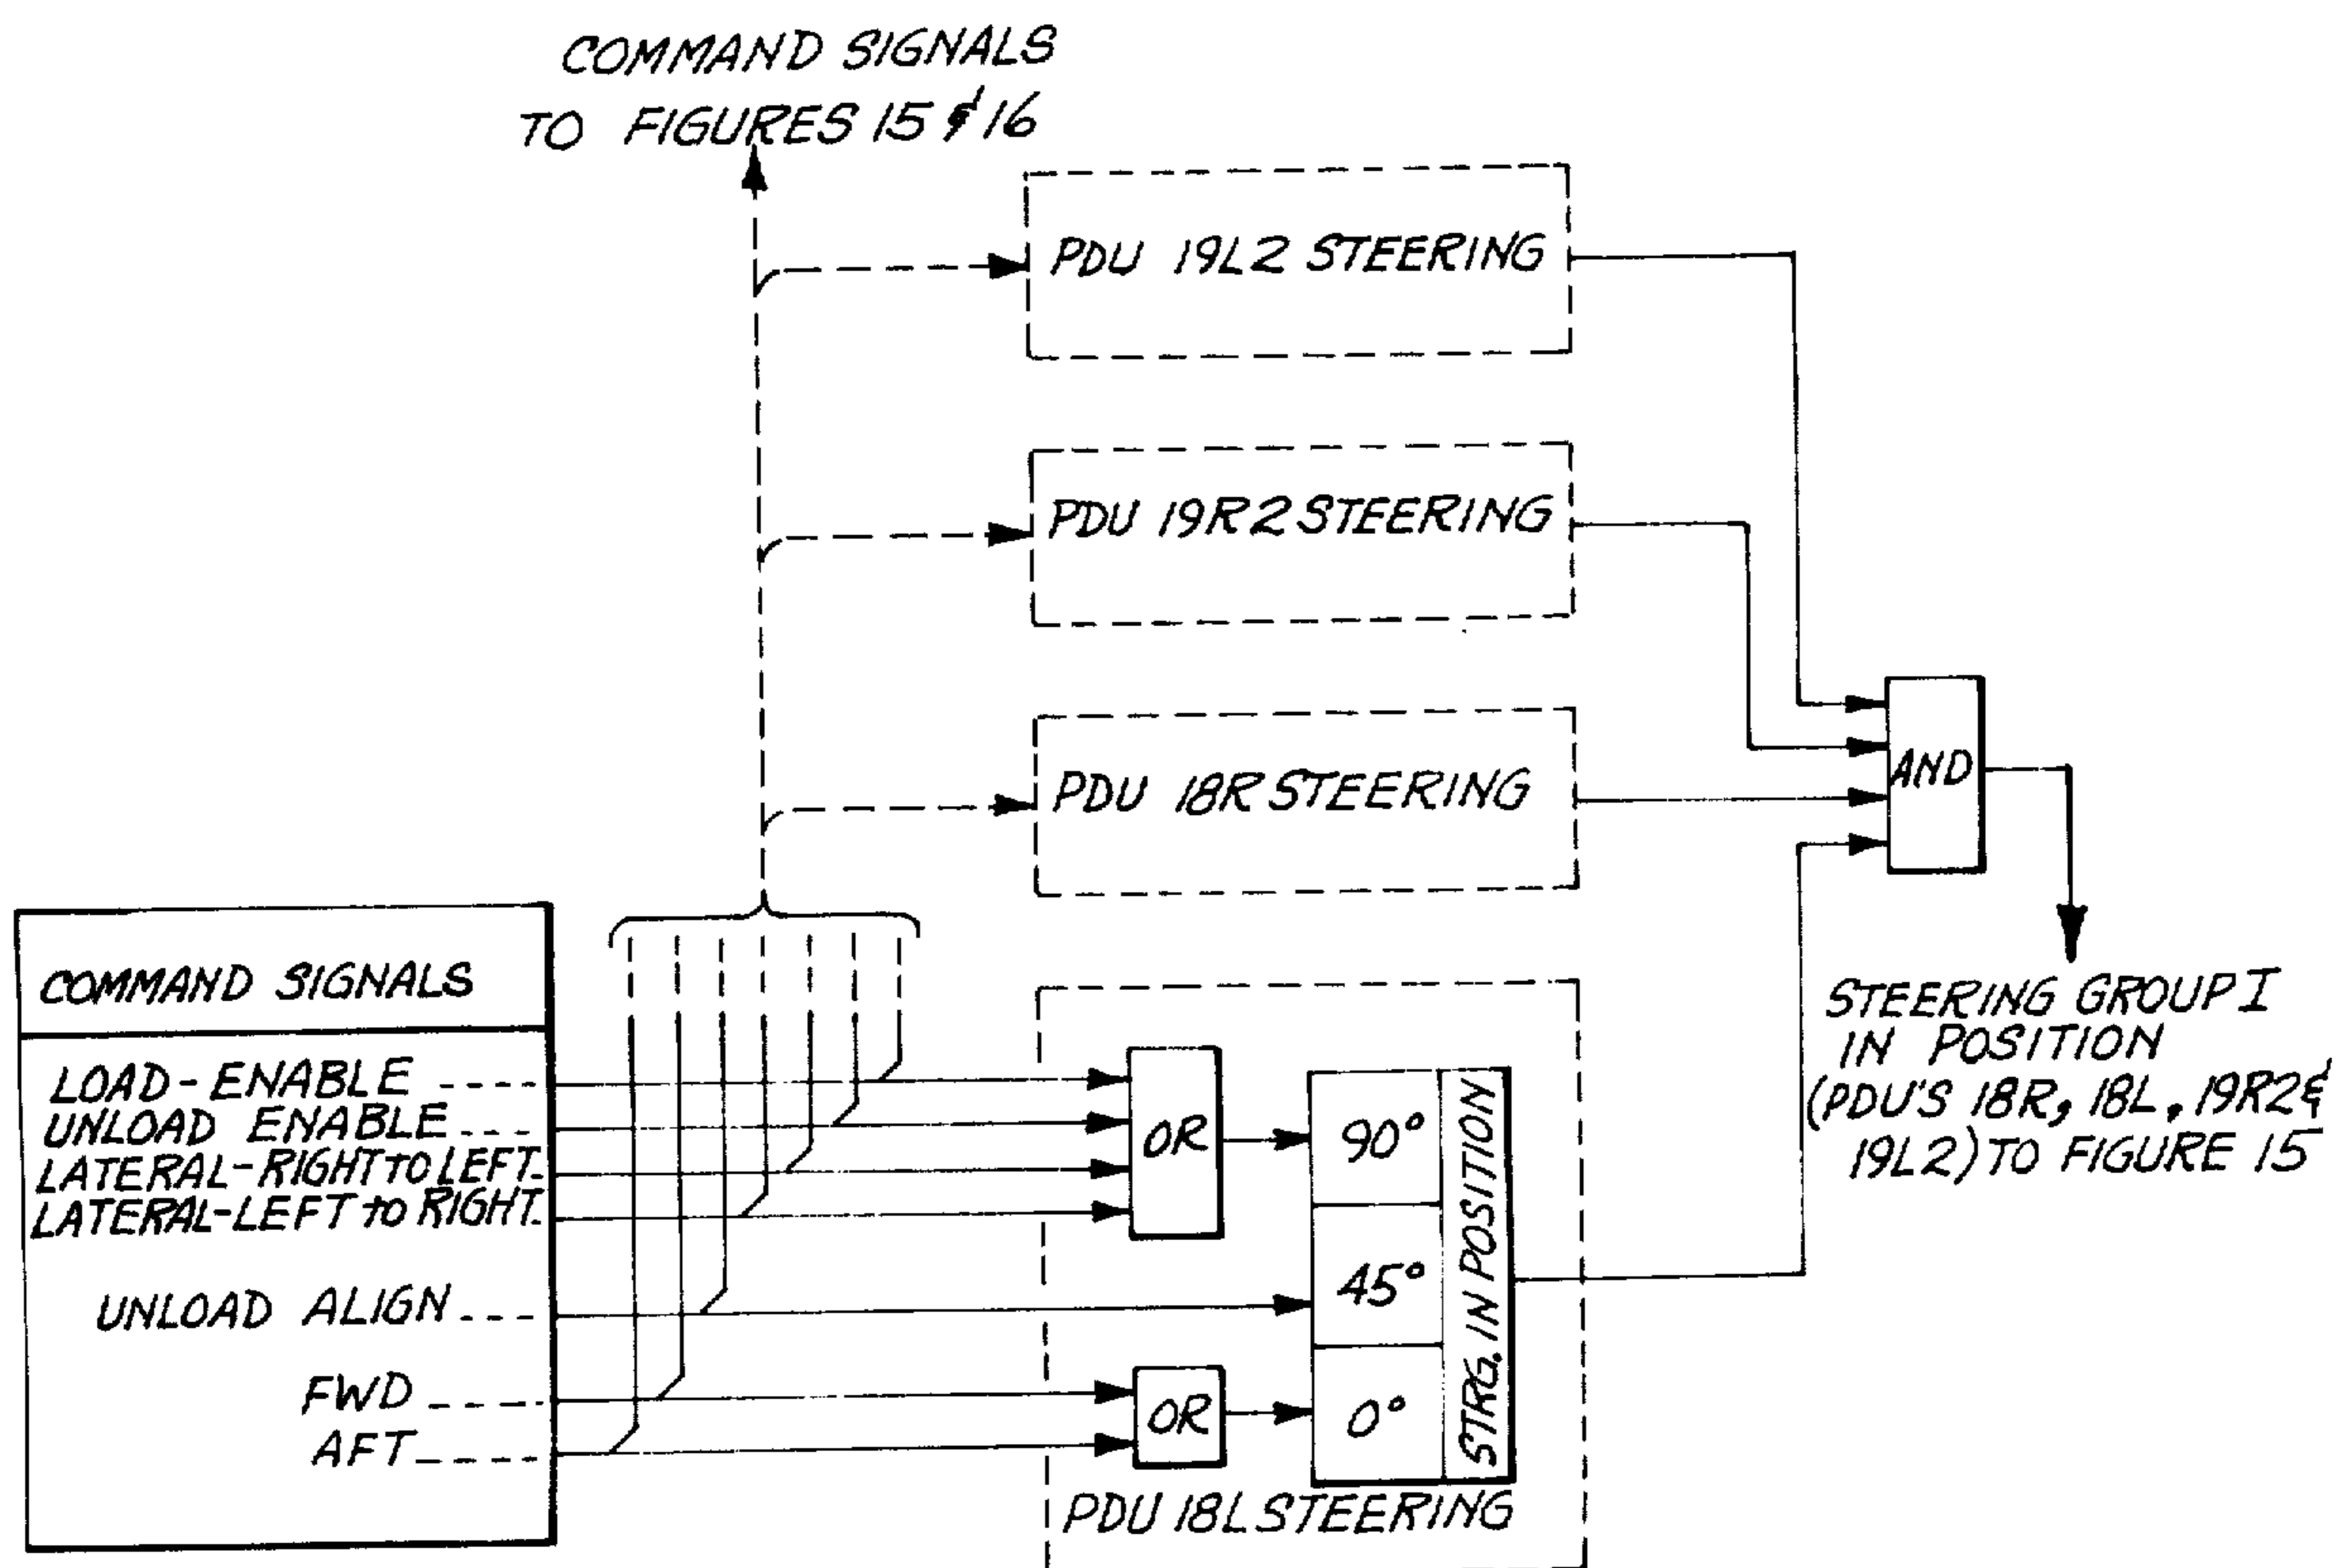 COMMAND SIGNALS
TO FIGURES 15 & 16
PDU 19L2 STEERING
PDU 19R2 STEERING
PDU 18R STEERING
AND
COMMAND SIGNALS
LOAD-ENABLE
UNLOAD ENABLE
LATERAL-RIGHT TO LEFT
LATERAL-LEFT to RIGHT
UNLOAD ALIGN
FWD
AFT
OR
OR
90°
45°
0°
STRG. IN POSITION
PDU 18L STEERING
STEERING GROUP I
IN POSITION
(PDU'S 18R, 18L, 19R2 &
19L2) TO FIGURE 15